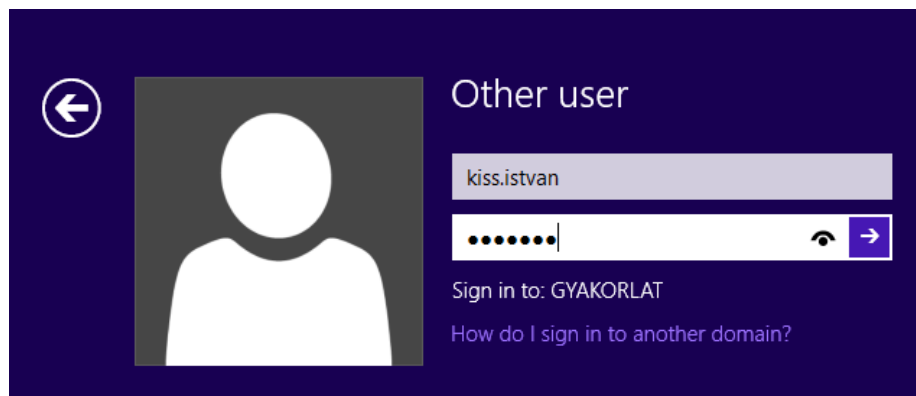 Other user
kiss.istvan
•••••••
Sign in to: GYAKORLAT
How do I sign in to another domain?